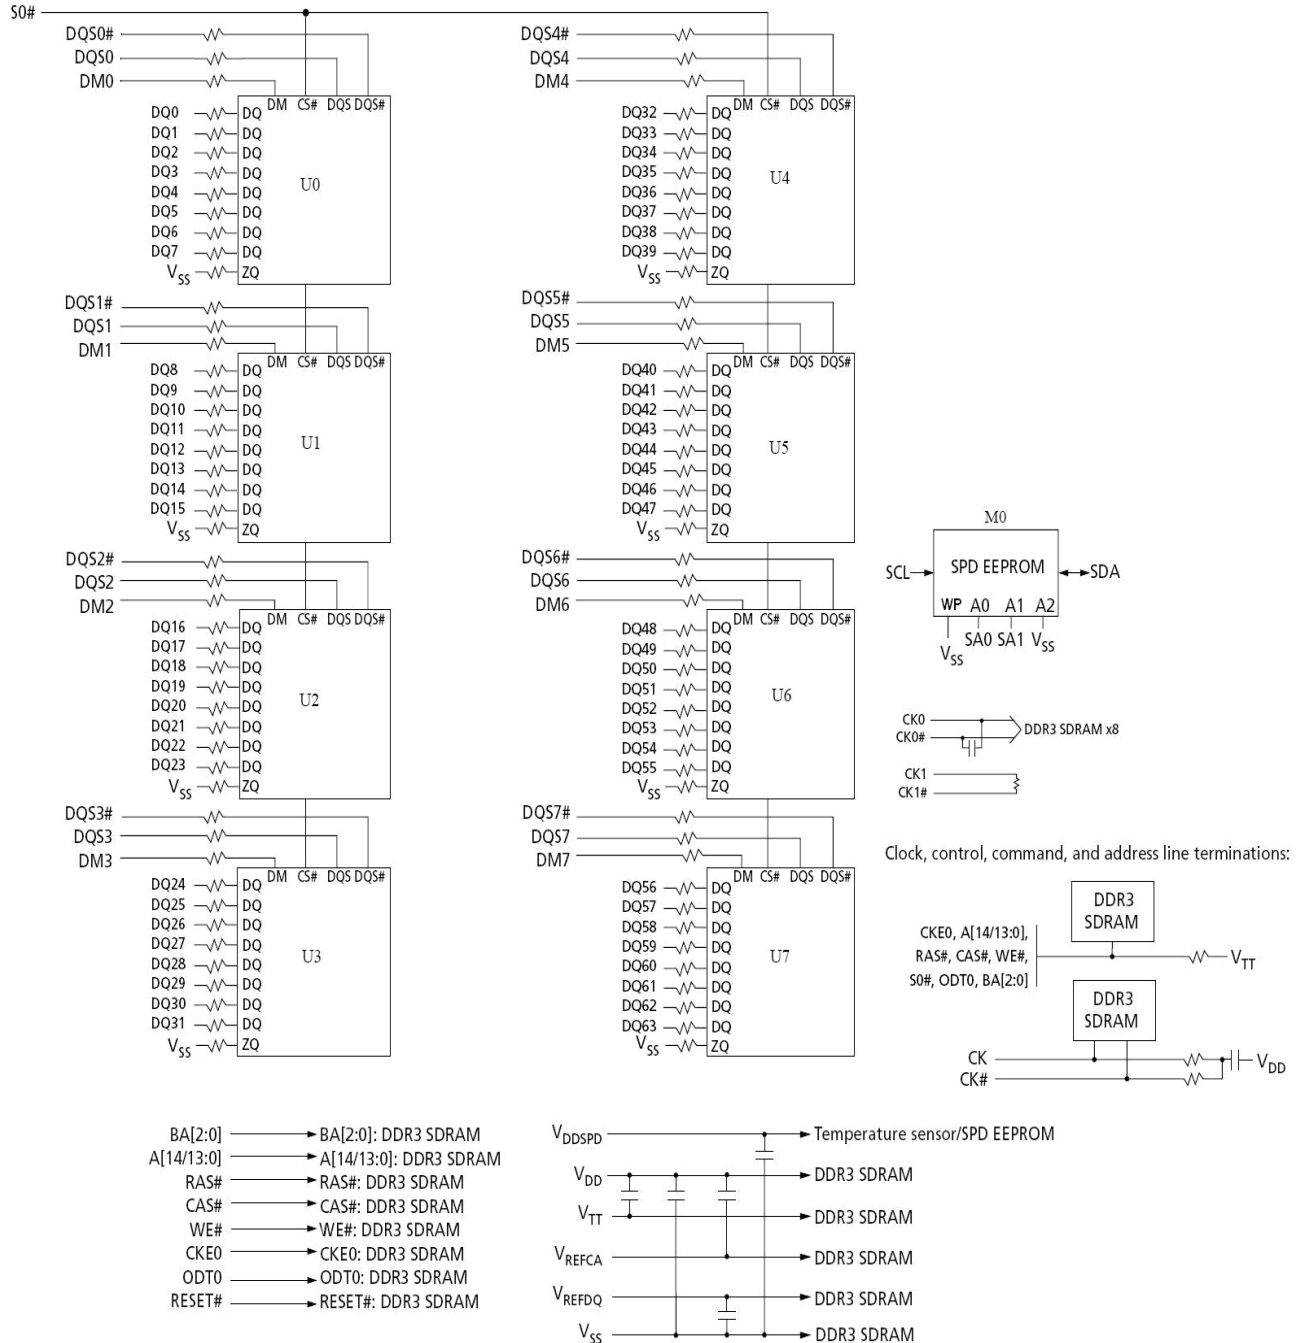 S0#
DQS0#
DQS0
DM0
DM CS# DQS DQS#
DQ0 DQ
DQ1 DQ
DQ2 DQ
DQ3 DQ
DQ4 DQ
DQ5 DQ
DQ6 DQ
DQ7 DQ
VSS ZQ
U0
DQS1#
DQS1
DM1
DM CS# DQS DQS#
DQ8 DQ
DQ9 DQ
DQ10 DQ
DQ11 DQ
DQ12 DQ
DQ13 DQ
DQ14 DQ
DQ15 DQ
VSS ZQ
U1
DQS2#
DQS2
DM2
DM CS# DQS DQS#
DQ16 DQ
DQ17 DQ
DQ18 DQ
DQ19 DQ
DQ20 DQ
DQ21 DQ
DQ22 DQ
DQ23 DQ
VSS ZQ
U2
DQS3#
DQS3
DM3
DM CS# DQS DQS#
DQ24 DQ
DQ25 DQ
DQ26 DQ
DQ27 DQ
DQ28 DQ
DQ29 DQ
DQ30 DQ
DQ31 DQ
VSS ZQ
U3
DQS4#
DQS4
DM4
DM CS# DQS DQS#
DQ32 DQ
DQ33 DQ
DQ34 DQ
DQ35 DQ
DQ36 DQ
DQ37 DQ
DQ38 DQ
DQ39 DQ
VSS ZQ
U4
DQS5#
DQS5
DM5
DM CS# DQS DQS#
DQ40 DQ
DQ41 DQ
DQ42 DQ
DQ43 DQ
DQ44 DQ
DQ45 DQ
DQ46 DQ
DQ47 DQ
VSS ZQ
U5
DQS6#
DQS6
DM6
DM CS# DQS DQS#
DQ48 DQ
DQ49 DQ
DQ50 DQ
DQ51 DQ
DQ52 DQ
DQ53 DQ
DQ54 DQ
DQ55 DQ
VSS ZQ
U6
DQS7#
DQS7
DM7
DM CS# DQS DQS#
DQ56 DQ
DQ57 DQ
DQ58 DQ
DQ59 DQ
DQ60 DQ
DQ61 DQ
DQ62 DQ
DQ63 DQ
VSS ZQ
U7
M0
SCL SPD EEPROM SDA
WP A0 A1 A2
VSS SA0 SA1 VSS
CK0
CK0#
DDR3 SDRAM x8
CK1
CK1#
Clock, control, command, and address line terminations:
DDR3
SDRAM
CKE0, A[14/13:0],
RAS#, CAS#, WE#,
S0#, ODT0, BA[2:0]
VTT
DDR3
SDRAM
CK
CK#
VDD
BA[2:0] BA[2:0]: DDR3 SDRAM
A[14/13:0] A[14/13:0]: DDR3 SDRAM
RAS# RAS#: DDR3 SDRAM
CAS# CAS#: DDR3 SDRAM
WE# WE#: DDR3 SDRAM
CKE0 CKE0: DDR3 SDRAM
ODT0 ODT0: DDR3 SDRAM
RESET# RESET#: DDR3 SDRAM
VDDSPD Temperature sensor/SPD EEPROM
VDD DDR3 SDRAM
VTT DDR3 SDRAM
VREFCA DDR3 SDRAM
VREFDQ DDR3 SDRAM
VSS DDR3 SDRAM